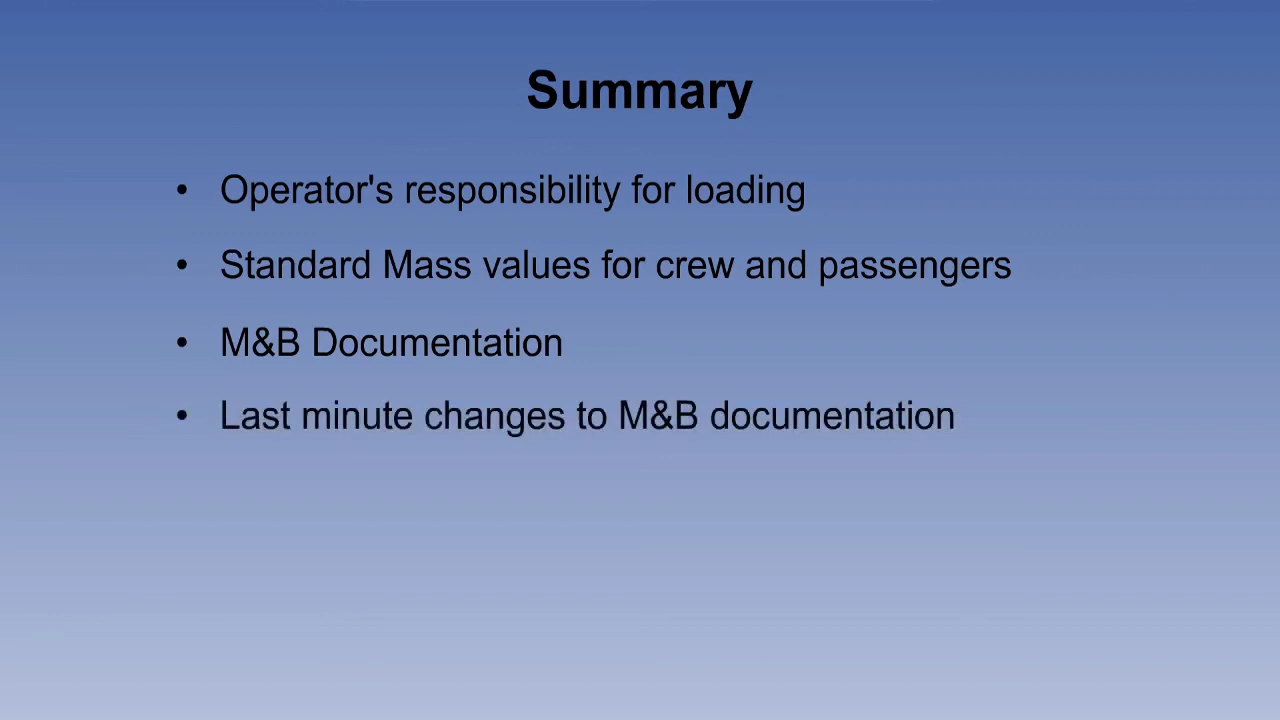 Summary
• Operator's responsibility for loading
• Standard Mass values for crew and passengers
• M&B Documentation
• Last minute changes to M&B documentation